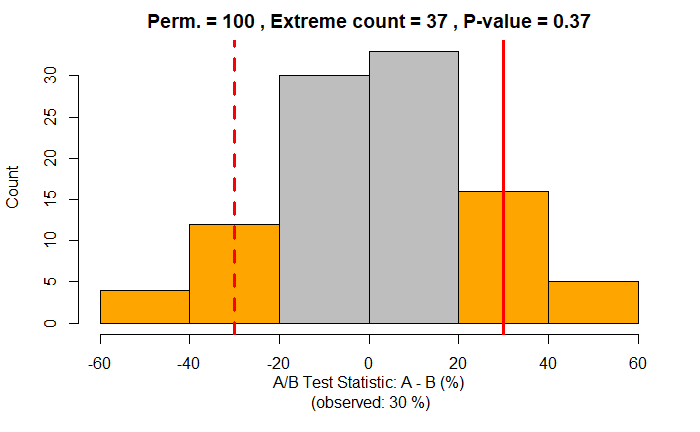 Perm. = 100 , Extreme count = 37 , P-value = 0.37
Count
30
25
20
15
10
5
0
-60 -40 -20 0 20 40 60
A/B Test Statistic: A - B (%)
(observed: 30 %)